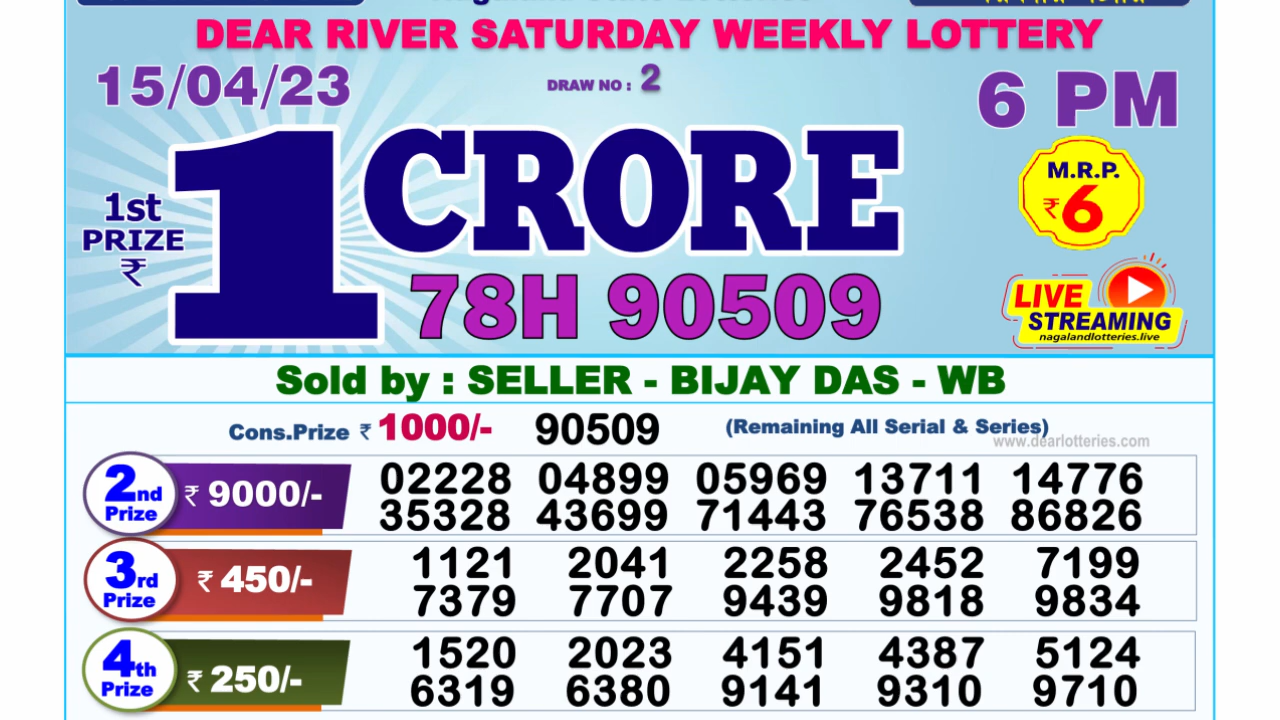 DEAR RIVER SATURDAY WEEKLY LOTTERY
15/04/23
DRAW NO : 2
6 PM
1st
PRIZE
₹
1 CRORE
78H 90509
M.R.P.
₹6
LIVE
STREAMING
nagalandlotteries.live
Sold by : SELLER - BIJAY DAS - WB
Cons.Prize ₹ 1000/- 90509 (Remaining All Serial & Series)
www.dearlotteries.com
2nd Prize ₹ 9000/-
02228 04899 05969 13711 14776
35328 43699 71443 76538 86826
3rd Prize ₹ 450/-
1121 2041 2258 2452 7199
7379 7707 9439 9818 9834
4th Prize ₹ 250/-
1520 2023 4151 4387 5124
6319 6380 9141 9310 9710